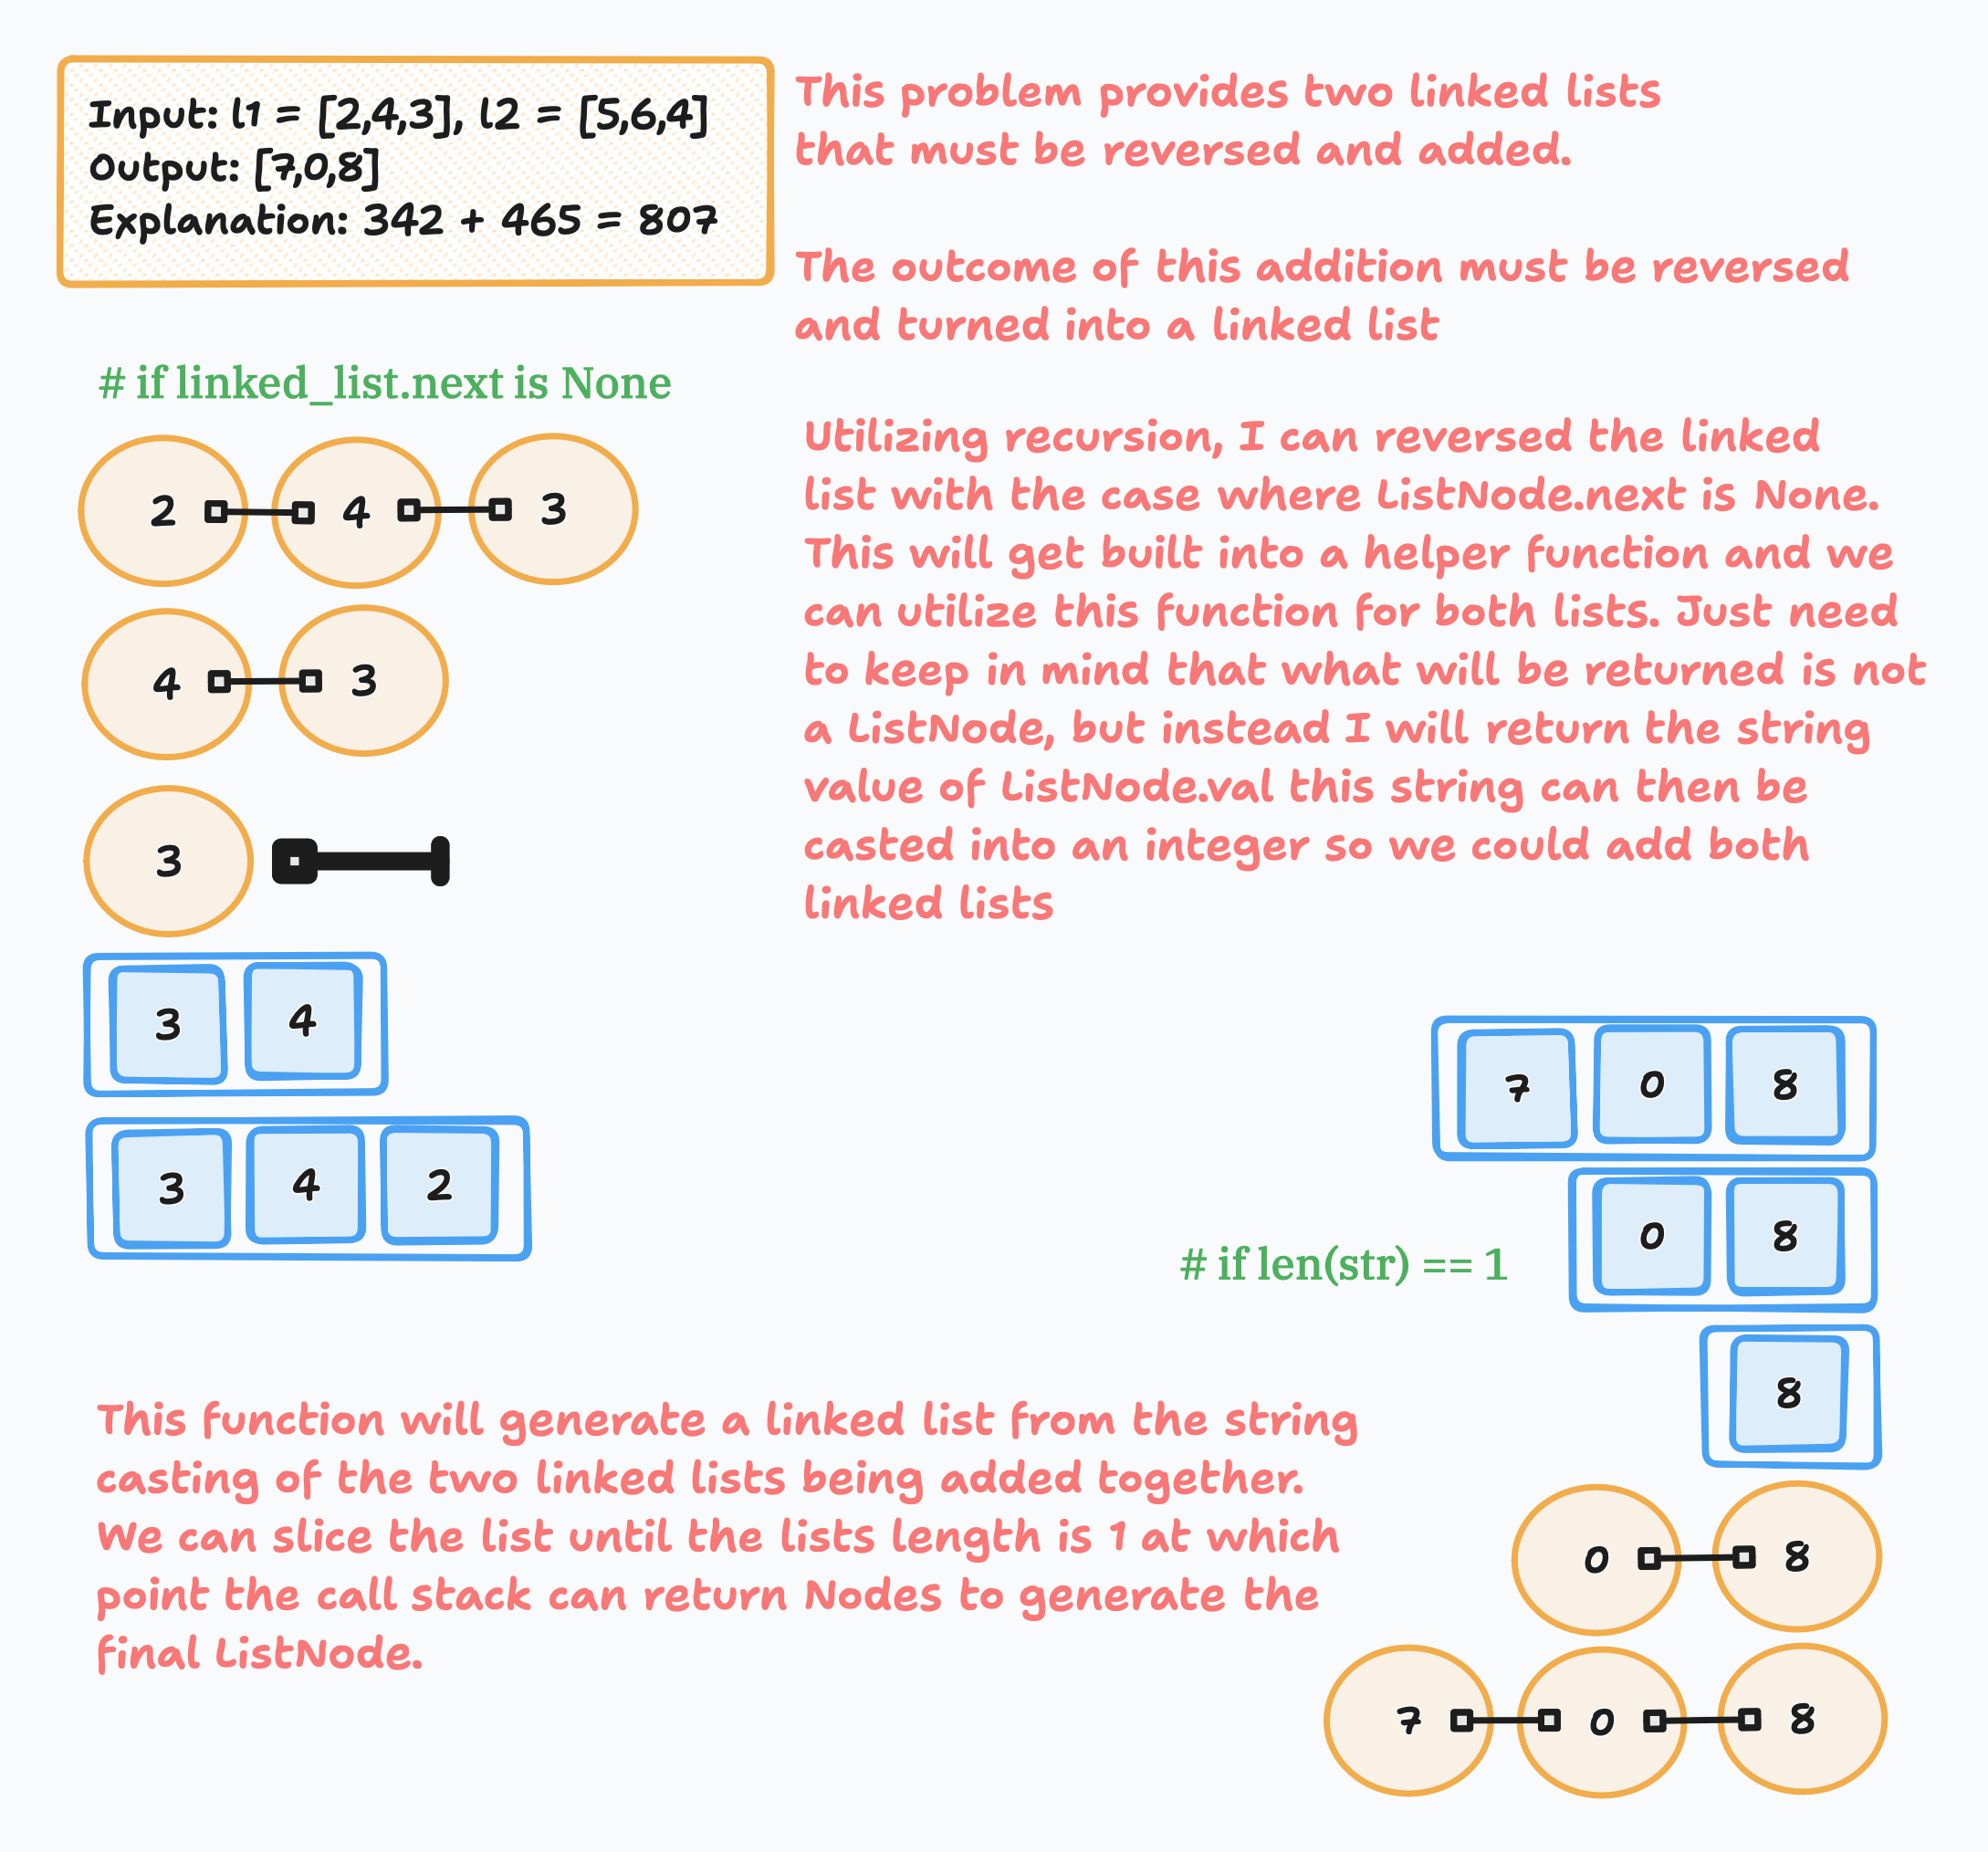 Input: l1 = [2,4,3], l2 = [5,6,4]
Output: [7,0,8]
Explanation: 342 + 465 = 807
This problem provides two linked lists
that must be reversed and added.
The outcome of this addition must be reversed
and turned into a linked list
# if linked_list.next is None
2 4 3
4 3
3
3 4
3 4 2
Utilizing recursion, I can reversed the linked
list with the case where ListNode.next is None.
This will get built into a helper function and we
can utilize this function for both lists. Just need
to keep in mind that what will be returned is not
a ListNode, but instead I will return the string
value of ListNode.val this string can then be
casted into an integer so we could add both
linked lists
7 0 8
0 8
# if len(str) == 1
8
0 8
7 0 8
This function will generate a linked list from the string
casting of the two linked lists being added together.
We can slice the list until the lists length is 1 at which
point the call stack can return Nodes to generate the
final ListNode.